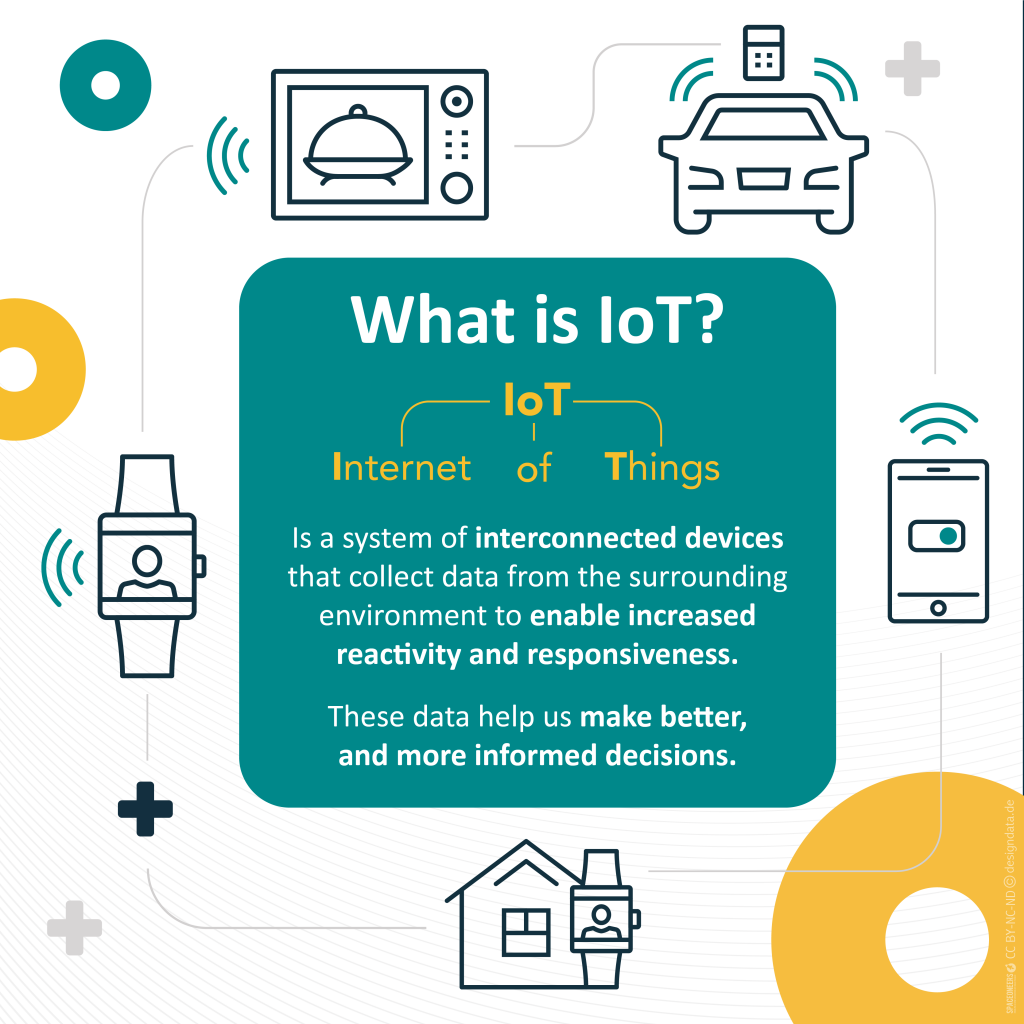 What is IoT?
IoT
Internet of Things
Is a system of interconnected devices
that collect data from the surrounding
environment to enable increased
reactivity and responsiveness.
These data help us make better,
and more informed decisions.
CC BY-NC-ND © designdata.de